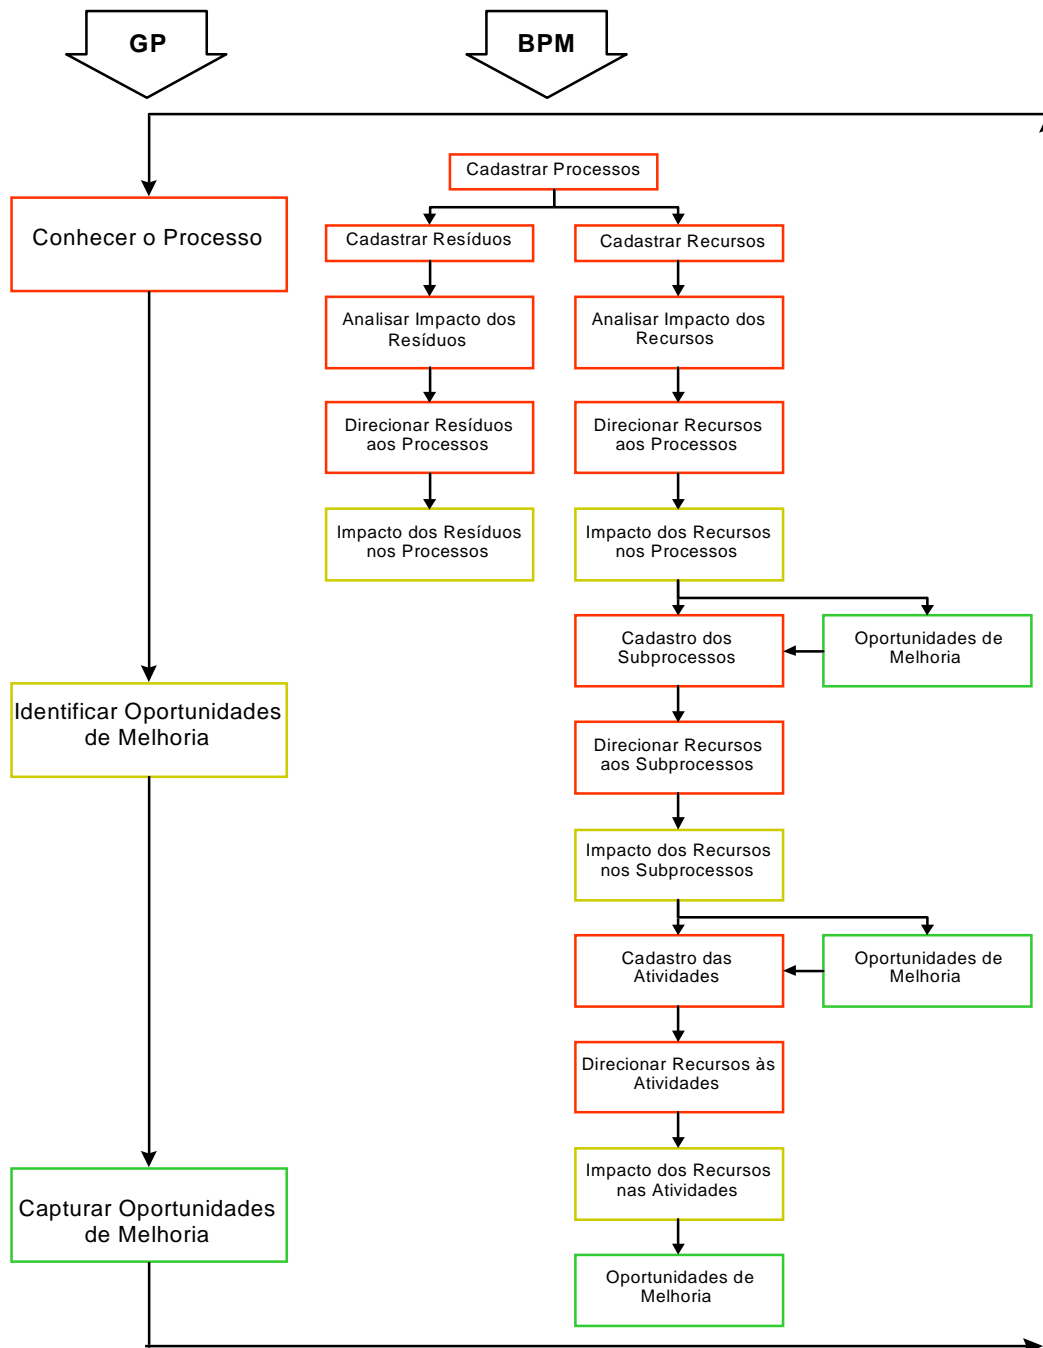 GP
BPM
Cadastrar Processos
Conhecer o Processo
Cadastrar Resíduos
Cadastrar Recursos
Analisar Impacto dos
Resíduos
Analisar Impacto dos
Recursos
Direcionar Resíduos
aos Processos
Direcionar Recursos
aos Processos
Impacto dos Resíduos
nos Processos
Impacto dos Recursos
nos Processos
Cadastro dos
Subprocessos
Oportunidades de
Melhoria
Identificar Oportunidades
de Melhoria
Direcionar Recursos
aos Subprocessos
Impacto dos Recursos
nos Subprocessos
Cadastro das
Atividades
Oportunidades de
Melhoria
Direcionar Recursos às
Atividades
Impacto dos Recursos
nas Atividades
Capturar Oportunidades
de Melhoria
Oportunidades de
Melhoria